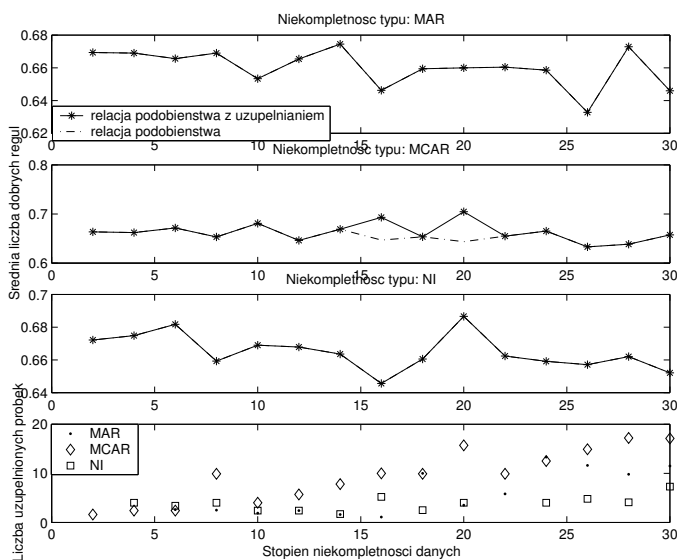 Niekompletnosc typu: MAR
0.68
0.66
0.64
0.62
relacja podobienstwa z uzupelnianiem
relacja podobienstwa
0 5 10 15 20 25 30
Srednia liczba dobrych regul
Niekompletnosc typu: MCAR
0.8
0.7
0.6
0 5 10 15 20 25 30
Niekompletnosc typu: NI
0.7
0.68
0.66
0.64
0 5 10 15 20 25 30
Liczba uzupelnionych probek
20
10
0
MAR
MCAR
NI
0 5 10 15 20 25 30
Stopien niekompletnosci danych